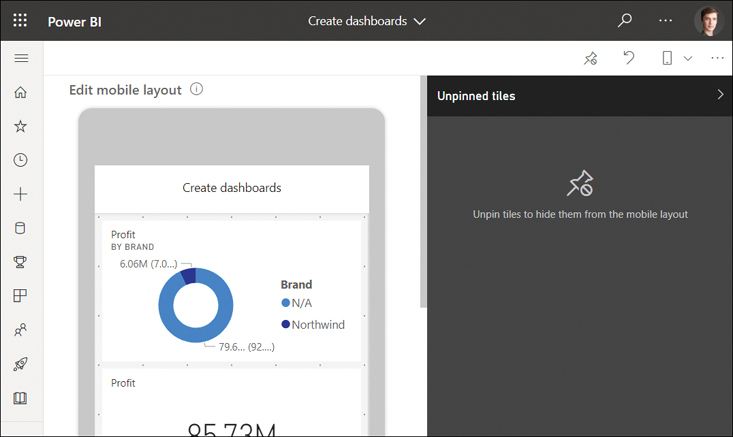 Power BI
Create dashboards
Edit mobile layout
Unpinned tiles
Unpin tiles to hide them from the mobile layout
Create dashboards
Profit
BY BRAND
6.06M (7.0...)
Brand
N/A
Northwind
79.6... (92....)
Profit
85.73M